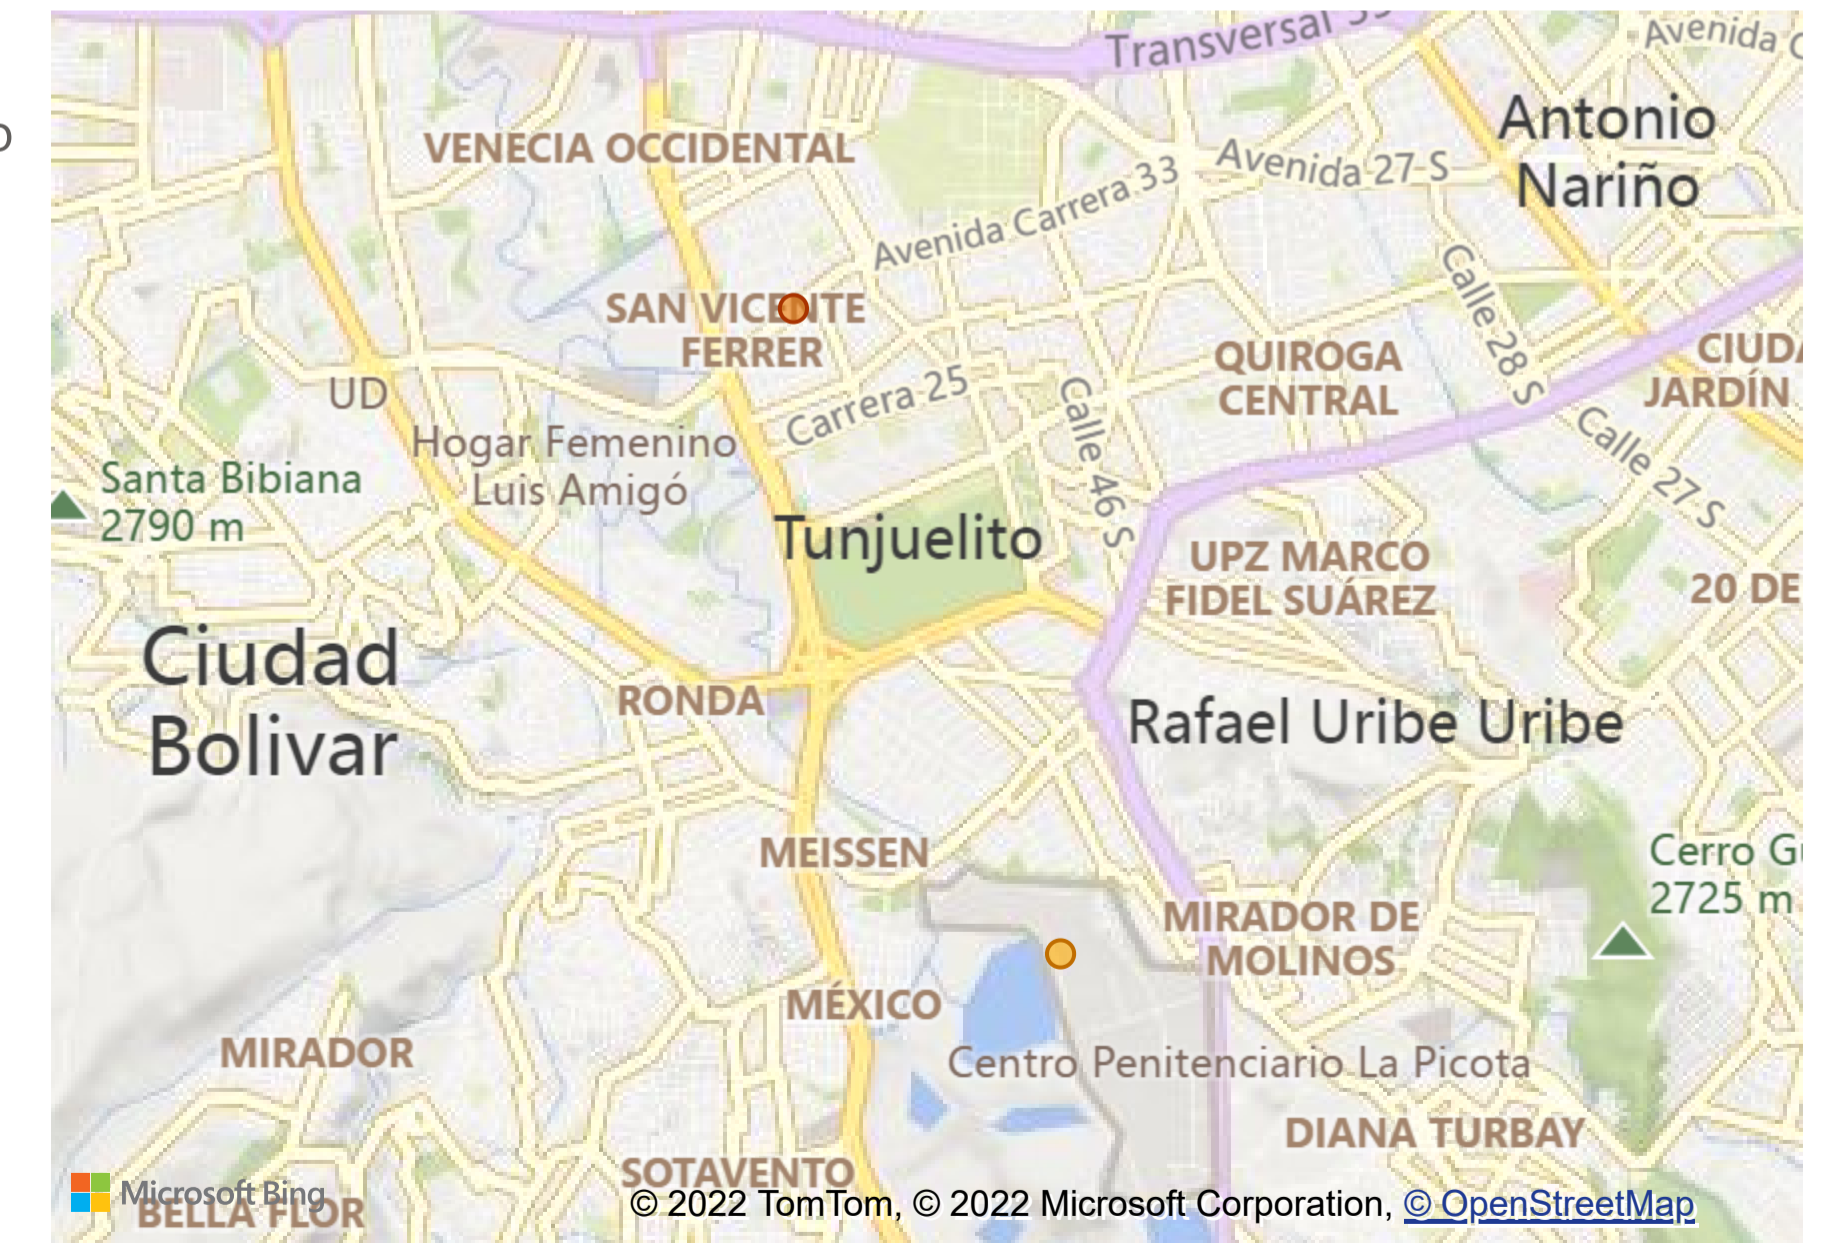 Transversal
Avenida
Antonio
Nariño
VENECIA OCCIDENTAL
Avenida 27 S
Avenida Carrera 33
Calle 28 S
SAN VICENTE
FERRER
QUIROGA
CENTRAL
JARDÍN
UD
Carrera 25
Calle 46 S
Calle 27 S
Hogar Femenino
Luis Amigó
Santa Bibiana
2790 m
Tunjuelito
UPZ MARCO
FIDEL SUÁREZ
20 DE
Ciudad
Bolivar
RONDA
Rafael Uribe Uribe
MEISSEN
Cerro
2725 m
MIRADOR DE
MOLINOS
MÉXICO
MIRADOR
Centro Penitenciario La Picota
DIANA TURBAY
SOTAVENTO
Microsoft Bing
BELLA FLOR
© 2022 TomTom, © 2022 Microsoft Corporation, © OpenStreetMap